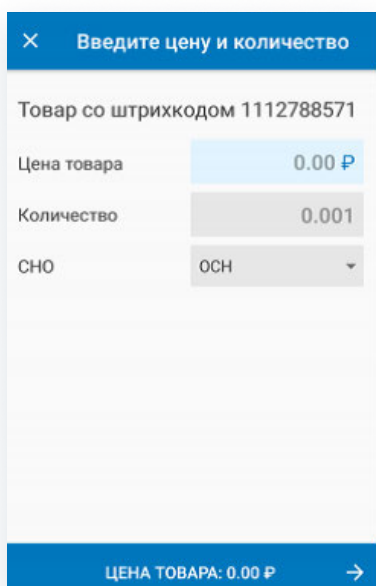 Введите цену и количество
Товар со штрихкодом 1112788571
Цена товара 0.00 ₽
Количество 0.001
СНО ОСН
ЦЕНА ТОВАРА: 0.00 ₽